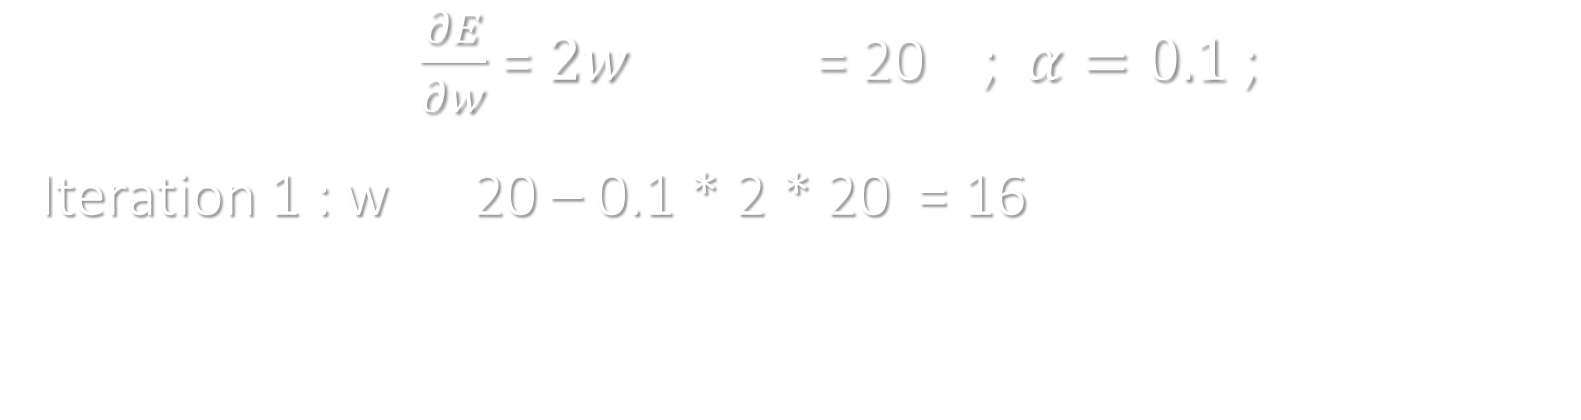 ∂E/∂w = 2w = 20 ; α = 0.1 ;
Iteration 1 : w 20 – 0.1 * 2 * 20 = 16